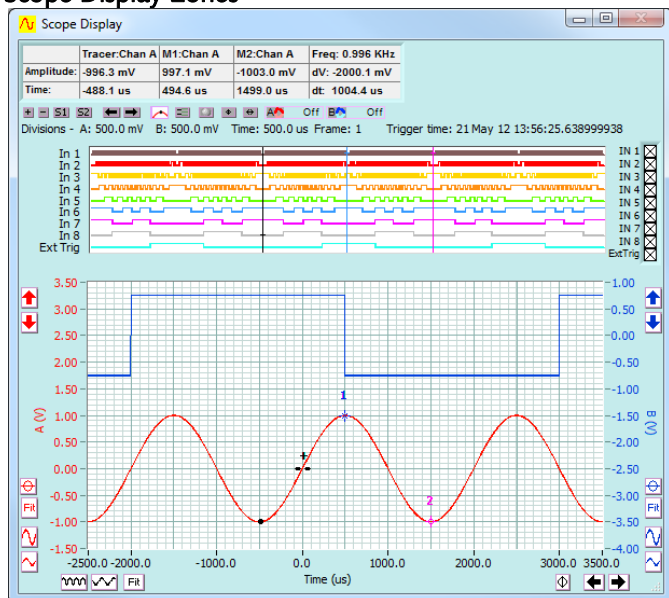 Scope Display Zones
Scope Display
Tracer:Chan A M1:Chan A M2:Chan A Freq: 0.996 KHz
Amplitude: -996.3 mV 997.1 mV -1003.0 mV dV: -2000.1 mV
Time: -488.1 us 494.6 us 1499.0 us dt: 1004.4 us
S1 S2 A Off B Off
Divisions - A: 500.0 mV B: 500.0 mV Time: 500.0 us Frame: 1 Trigger time: 21 May 12 13:56:25.638999938
In 1 IN 1
In 2 IN 2
In 3 IN 3
In 4 IN 4
In 5 IN 5
In 6 IN 6
In 7 IN 7
In 8 IN 8
Ext Trig ExtTrig
3.50 -1.00
3.00 -0.50
2.50 0.00
2.00 -0.50
1.50 -1.00
1
1.00 -1.50
A (V) B (V)
0.50 -2.00
0.00 -2.50
-0.50 -3.00
Fit Fit
2
-1.00 -3.50
-1.50 -4.00
-2500.0 -2000.0 -1000.0 0.0 1000.0 2000.0 3000.0 3500.0
Fit Time (us)